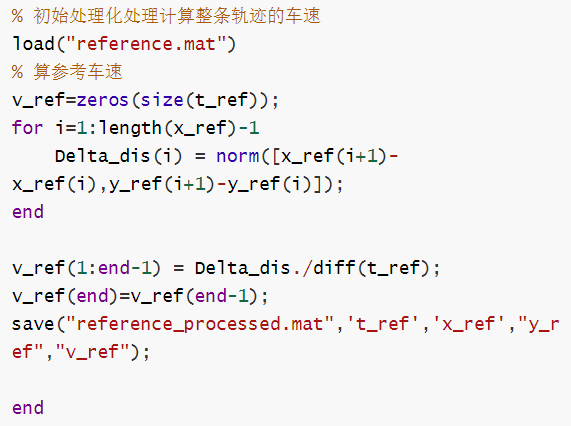 % 初始处理化处理计算整条轨迹的车速
load("reference.mat")
% 算参考车速
v_ref=zeros(size(t_ref));
for i=1:length(x_ref)-1
    Delta_dis(i) = norm([x_ref(i+1)-
x_ref(i),y_ref(i+1)-y_ref(i)]);
end

v_ref(1:end-1) = Delta_dis./diff(t_ref);
v_ref(end)=v_ref(end-1);
save("reference_processed.mat",'t_ref','x_ref',"y_r
ef","v_ref");

end